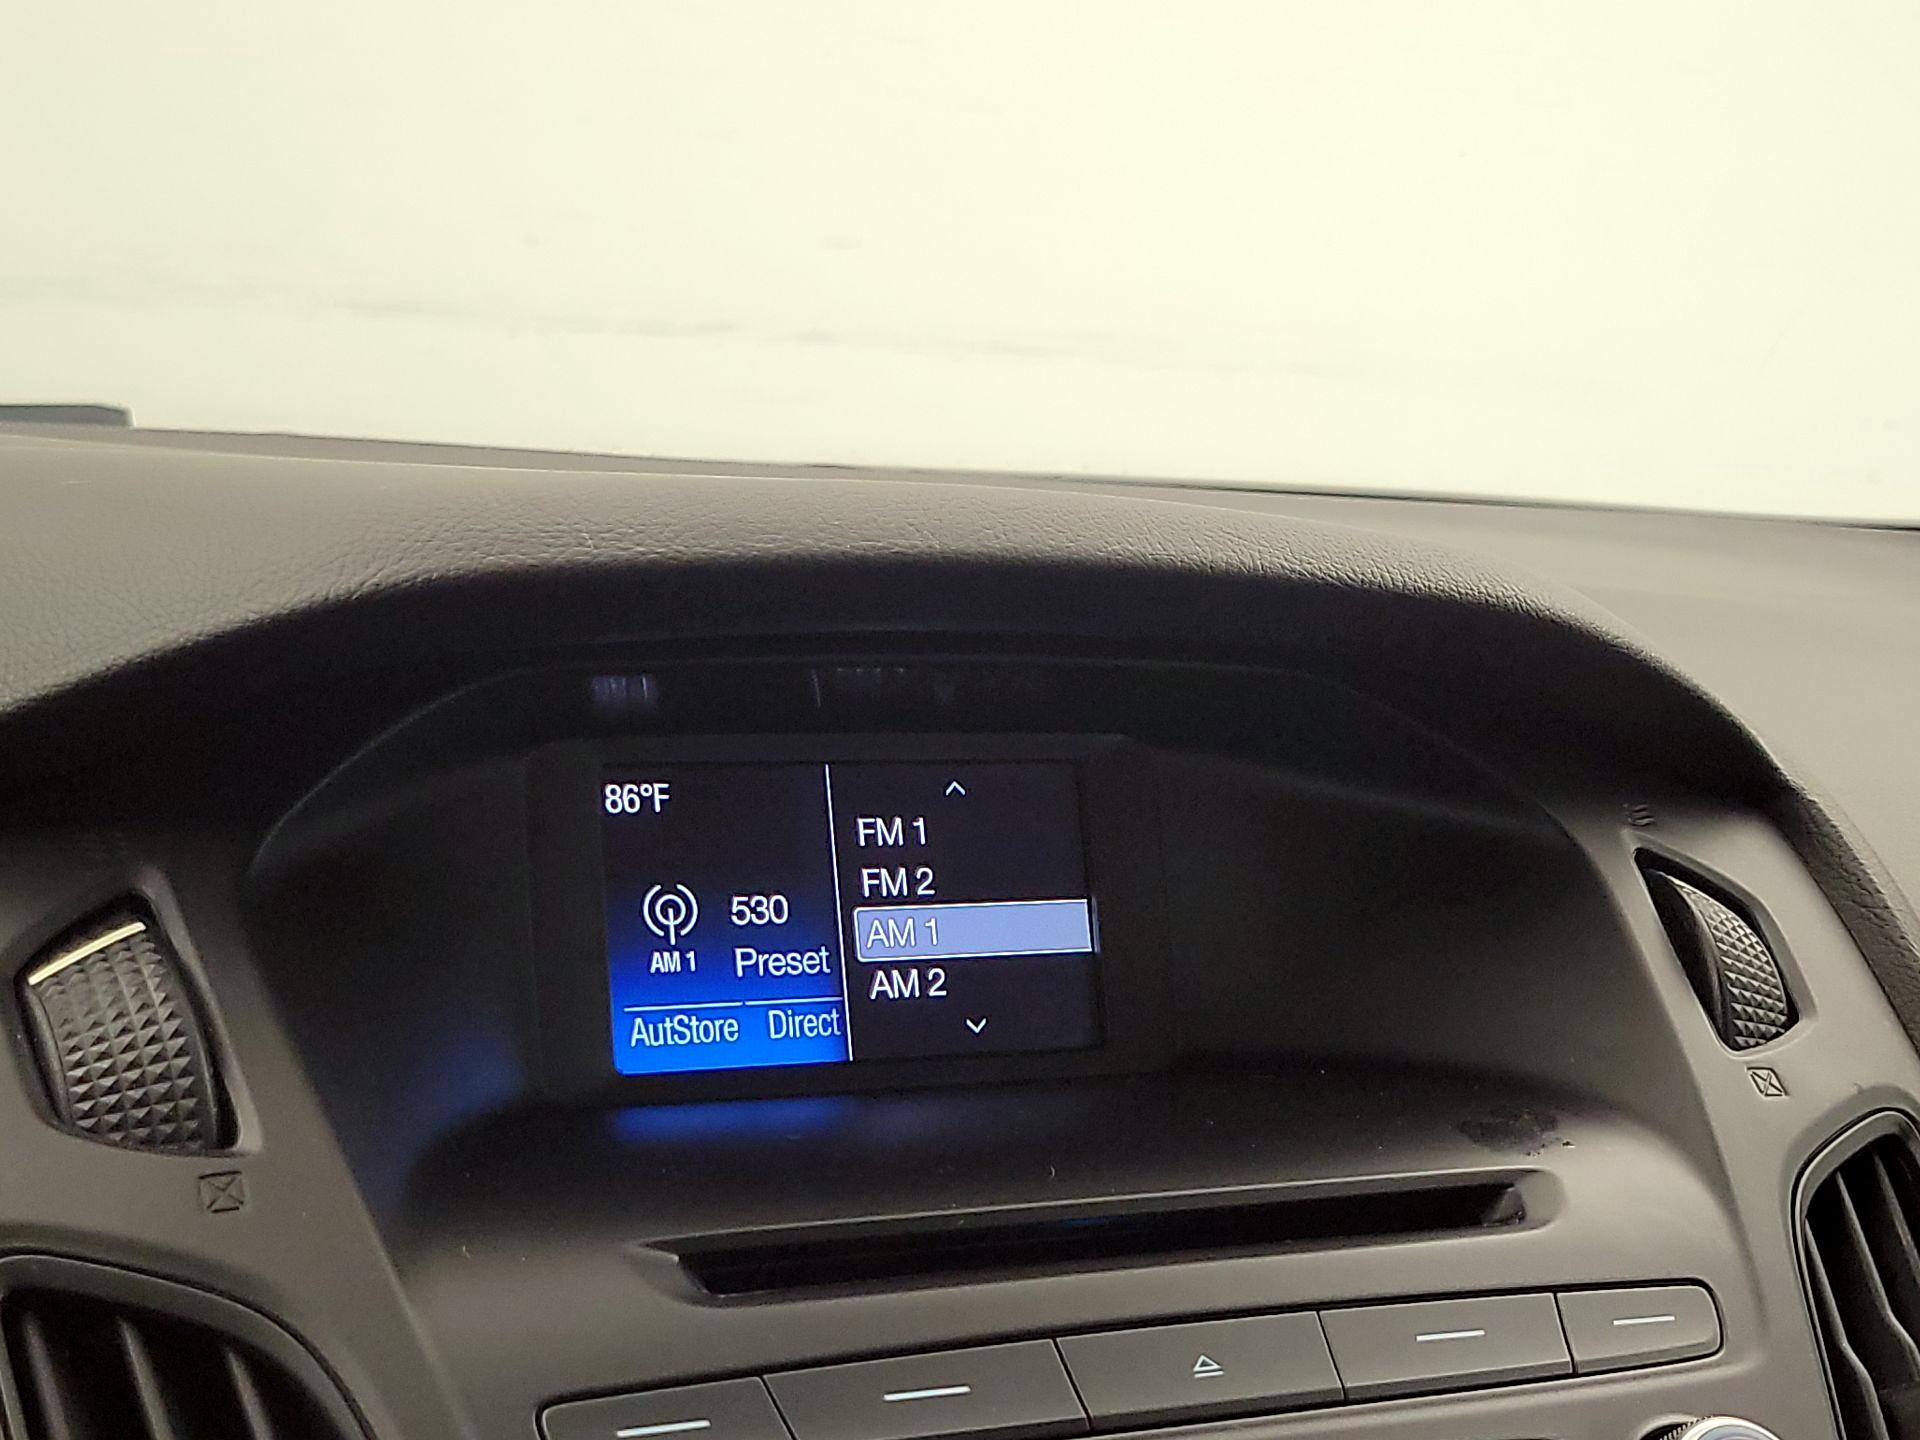 86°F
530
AM 1
Preset
AutStore
Direct
FM 1
FM 2
AM 1
AM 2